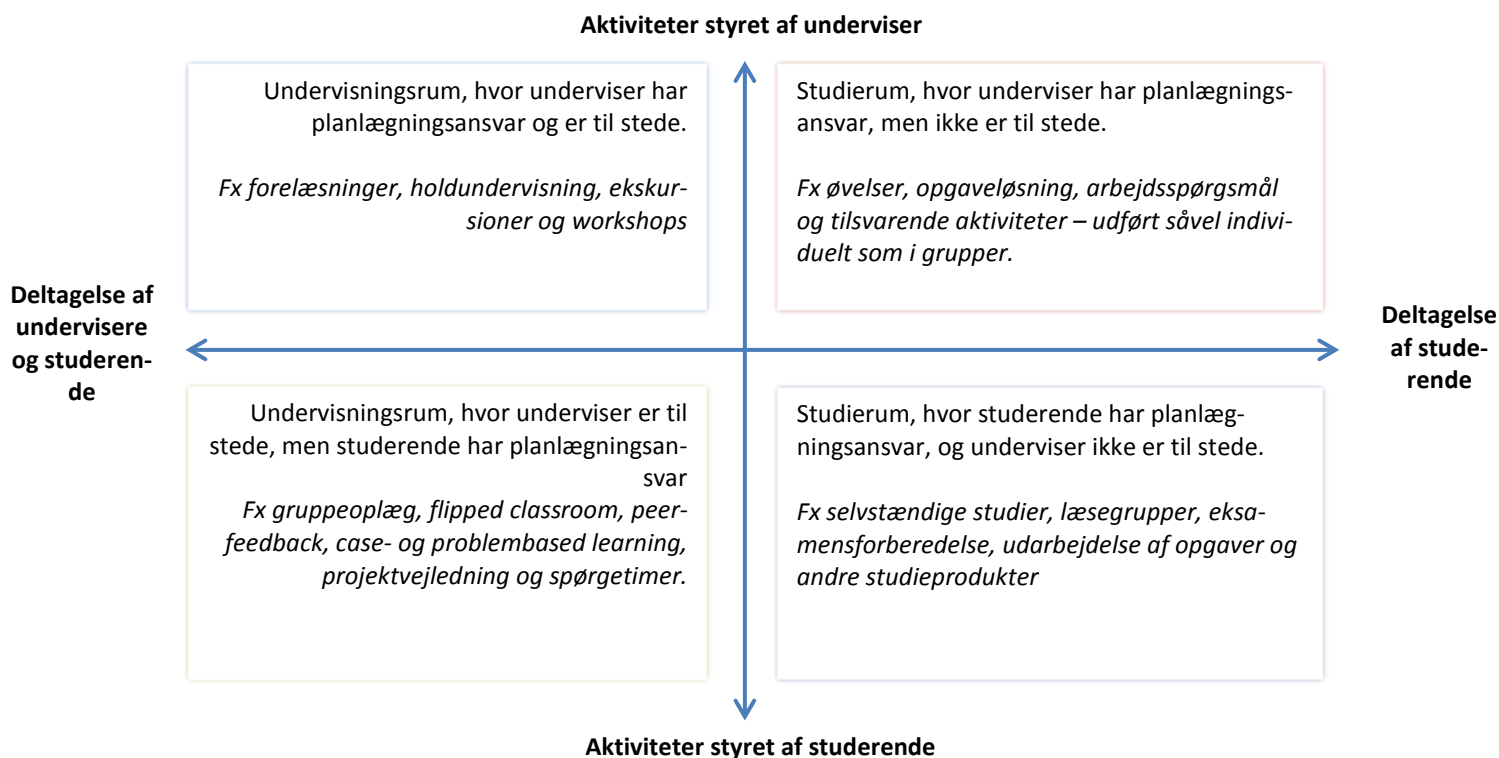 Aktiviteter styret af underviser
Undervisningsrum, hvor underviser har
planlægningsansvar og er til stede.
Fx forelæsninger, holdundervisning, ekskur-
sioner og workshops
Studierum, hvor underviser har planlægnings-
ansvar, men ikke er til stede.
Fx øvelser, opgaveløsning, arbejdsspørgsmål
og tilsvarende aktiviteter – udført såvel indivi-
duelt som i grupper.
Deltagelse af
undervisere
og studeren-
de
Deltagelse
af stude-
rende
Undervisningsrum, hvor underviser er til
stede, men studerende har planlægningsan-
svar
Fx gruppeoplæg, flipped classroom, peer-
feedback, case- og problembased learning,
projektvejledning og spørgetimer.
Studierum, hvor studerende har planlæg-
ningsansvar, og underviser ikke er til stede.
Fx selvstændige studier, læsegrupper, eksa-
mensforberedelse, udarbejdelse af opgaver og
andre studieprodukter
Aktiviteter styret af studerende